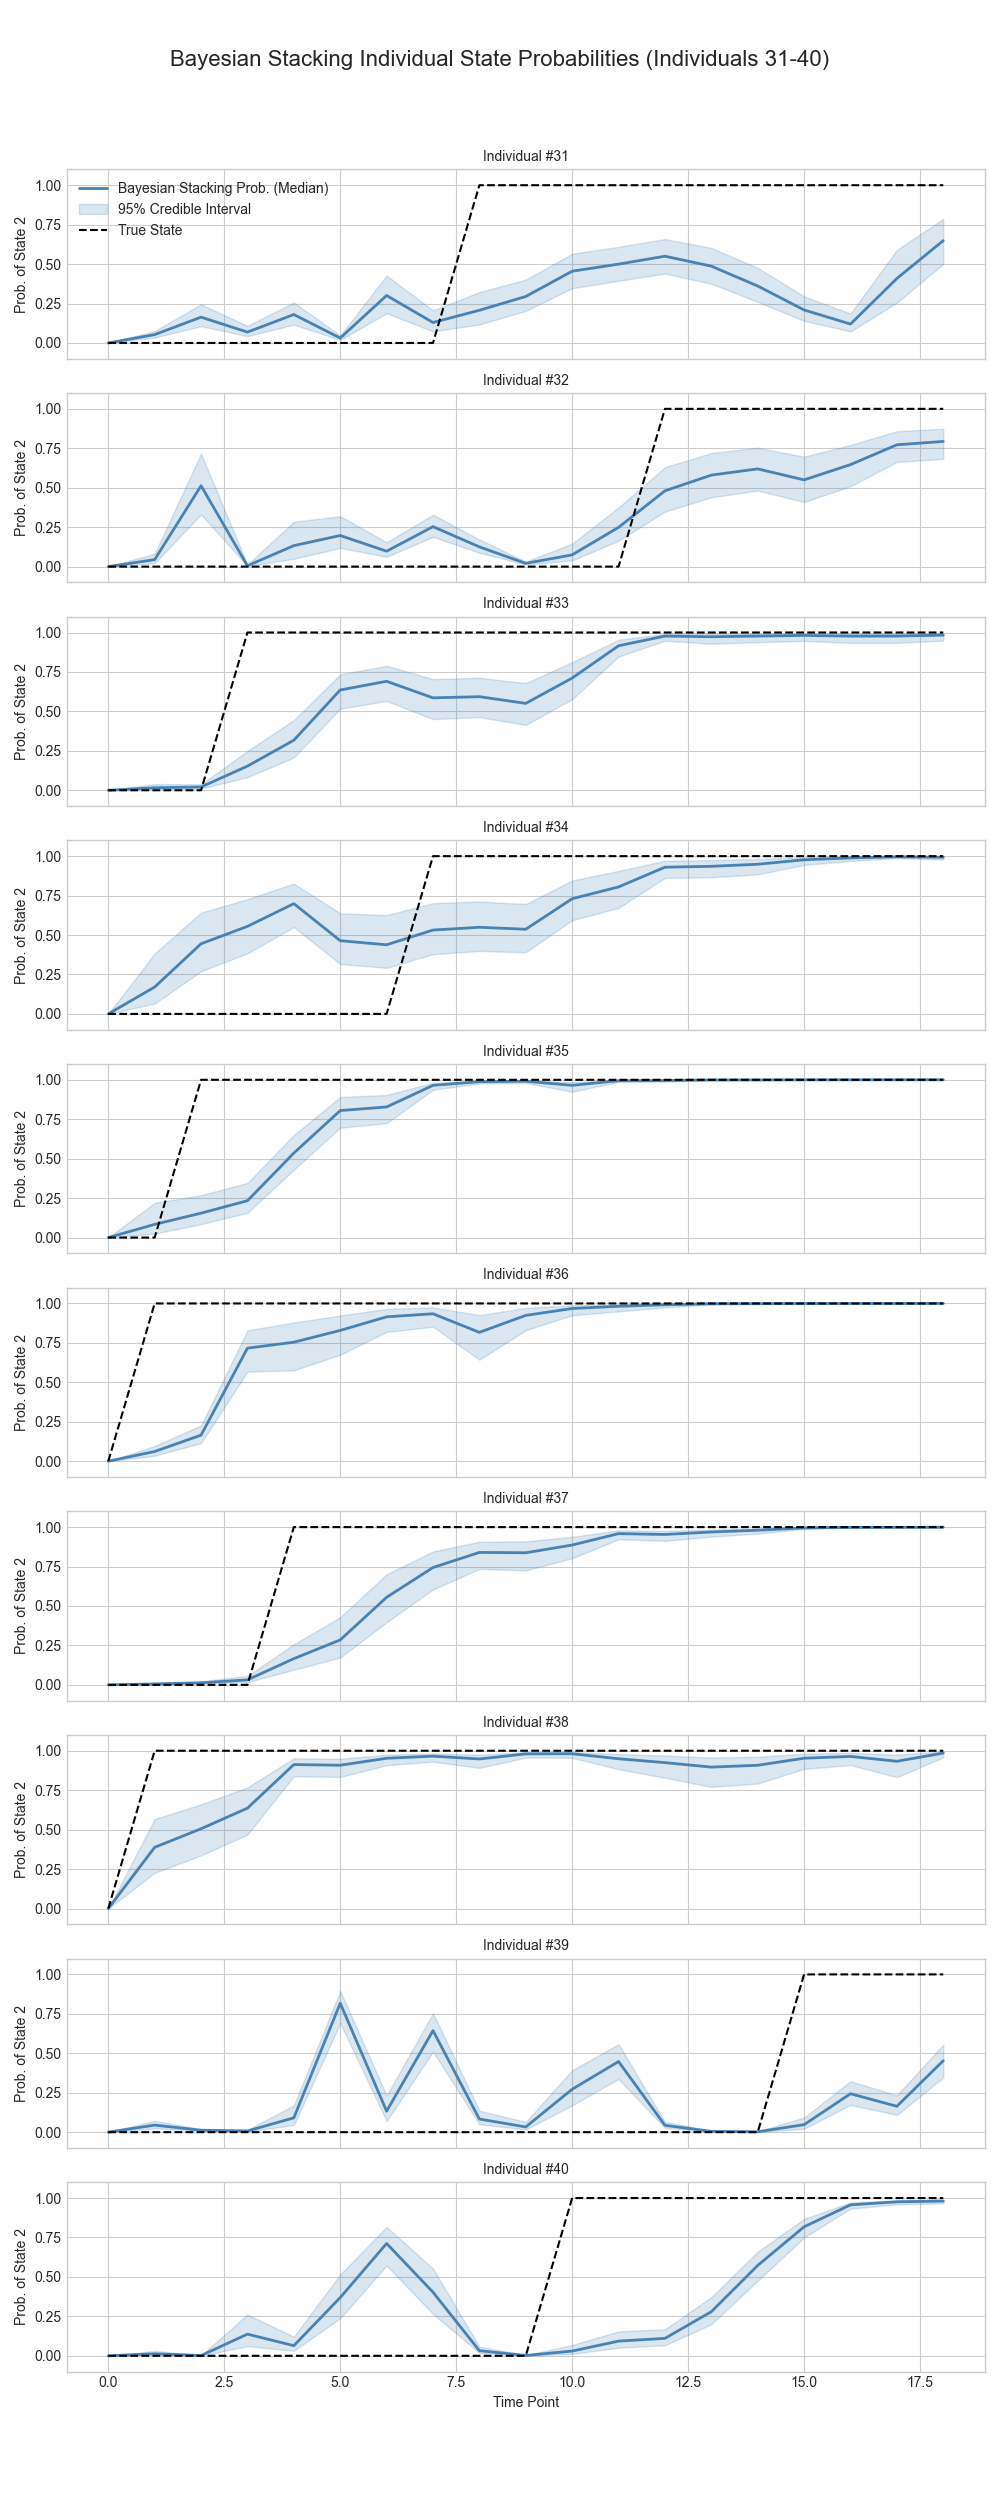 Bayesian Stacking Individual State Probabilities (Individuals 31-40)
Individual #31
Bayesian Stacking Prob. (Median)
95% Credible Interval
True State
1.00
0.75
0.50
0.25
0.00
Prob. of State 2
Individual #32
1.00
0.75
0.50
0.25
0.00
Prob. of State 2
Individual #33
1.00
0.75
0.50
0.25
0.00
Prob. of State 2
Individual #34
1.00
0.75
0.50
0.25
0.00
Prob. of State 2
Individual #35
1.00
0.75
0.50
0.25
0.00
Prob. of State 2
Individual #36
1.00
0.75
0.50
0.25
0.00
Prob. of State 2
Individual #37
1.00
0.75
0.50
0.25
0.00
Prob. of State 2
Individual #38
1.00
0.75
0.50
0.25
0.00
Prob. of State 2
Individual #39
1.00
0.75
0.50
0.25
0.00
Prob. of State 2
Individual #40
1.00
0.75
0.50
0.25
0.00
Prob. of State 2
0.0 2.5 5.0 7.5 10.0 12.5 15.0 17.5
Time Point